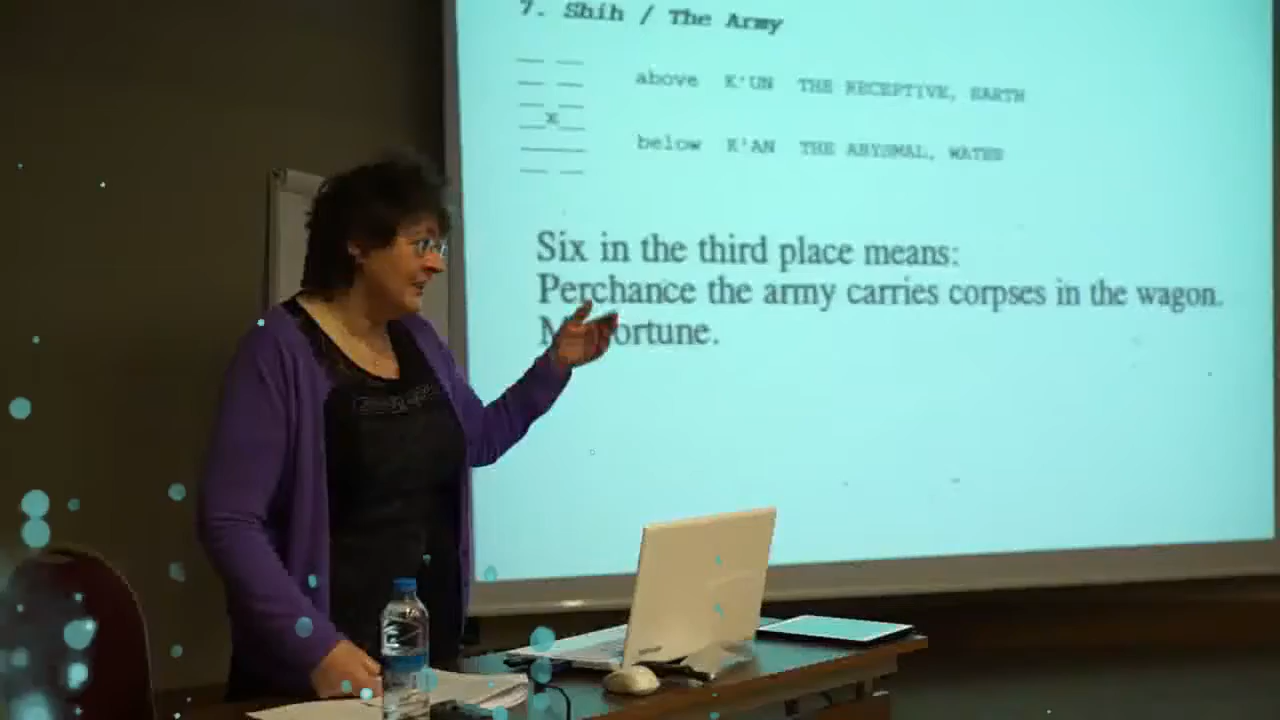 7. Shih / The Army
above K'UN THE RECEPTIVE, EARTH
x
below K'AN THE ABYSMAL, WATER
Six in the third place means:
Perchance the army carries corpses in the wagon.